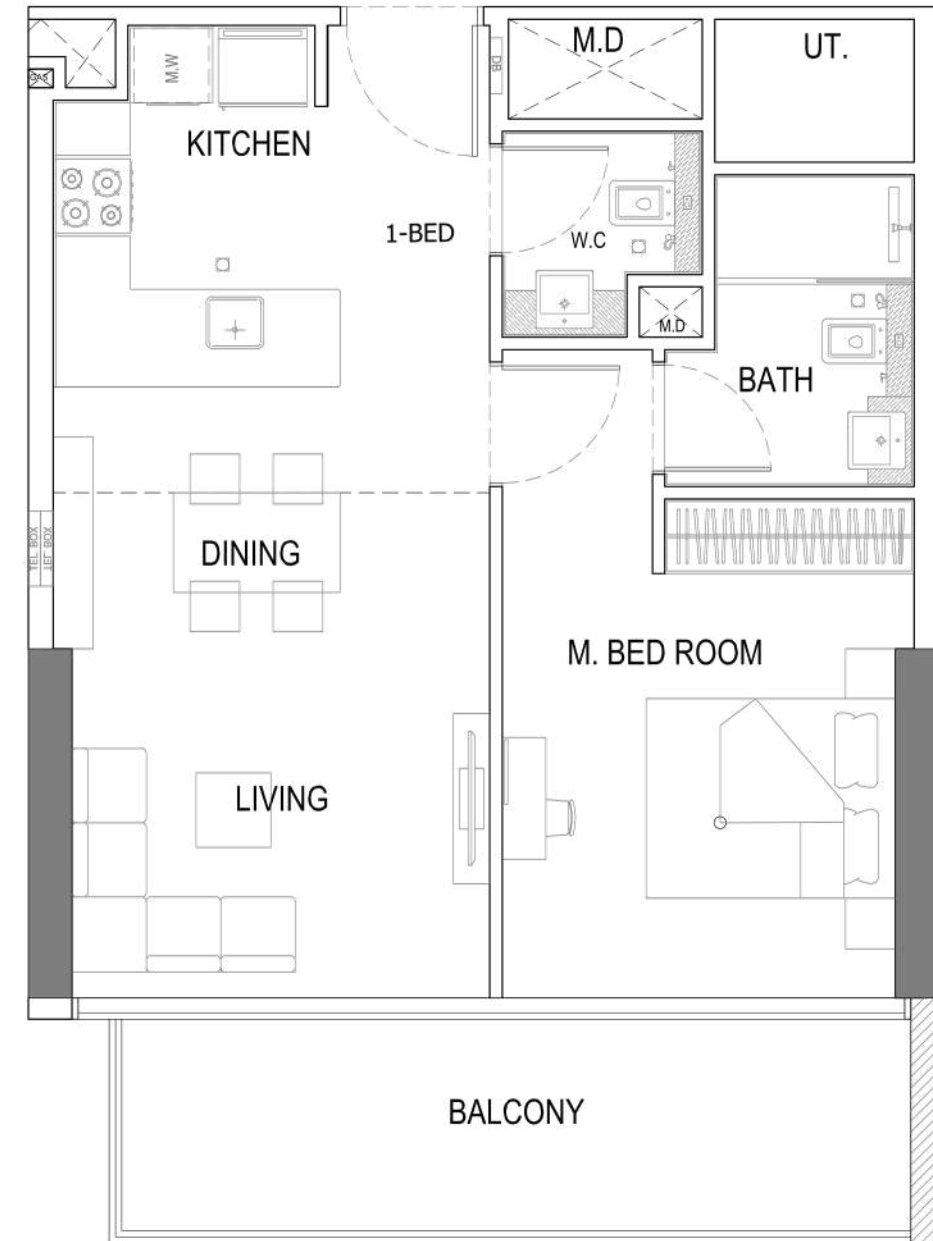 M.D
UT.
M.W
DB
GAS
KITCHEN
1-BED
W.C
M.D
BATH
TEL BOX
TEL BOX
DINING
M. BED ROOM
LIVING
BALCONY